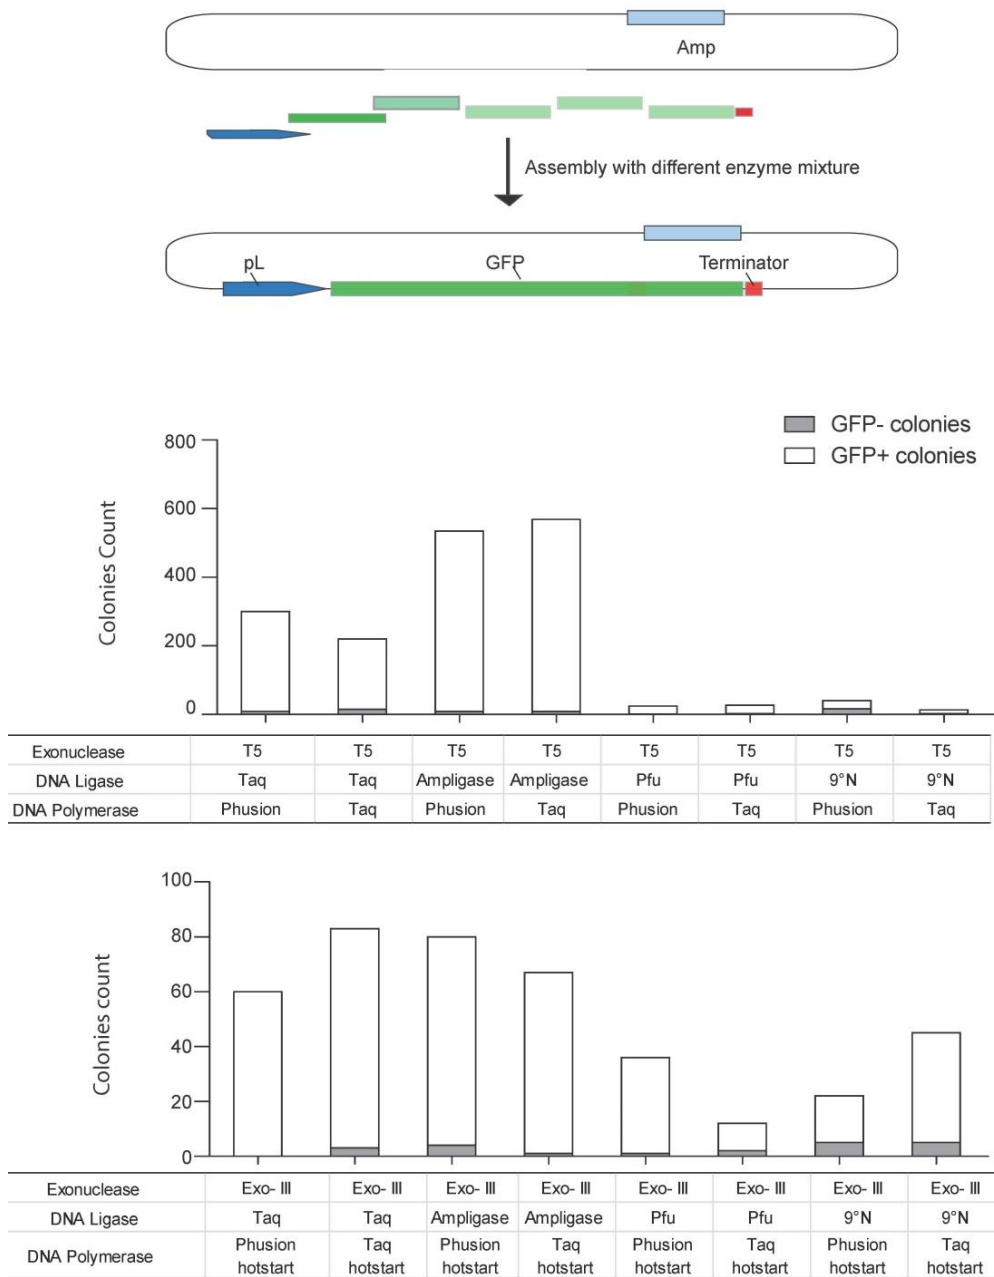 Amp
Assembly with different enzyme mixture
pL GFP Terminator
GFP- colonies
GFP+ colonies
Colonies Count
800
600
400
200
0
Exonuclease T5 T5 T5 T5 T5 T5 T5 T5
DNA Ligase Taq Taq Ampligase Ampligase Pfu Pfu 9°N 9°N
DNA Polymerase Phusion Taq Phusion Taq Phusion Taq Phusion Taq
Colonies count
100
80
60
40
20
0
Exonuclease Exo- III Exo- III Exo- III Exo- III Exo- III Exo- III Exo- III Exo- III
DNA Ligase Taq Taq Ampligase Ampligase Pfu Pfu 9°N 9°N
DNA Polymerase Phusion hotstart Taq hotstart Phusion hotstart Taq hotstart Phusion hotstart Taq hotstart Phusion hotstart Taq hotstart